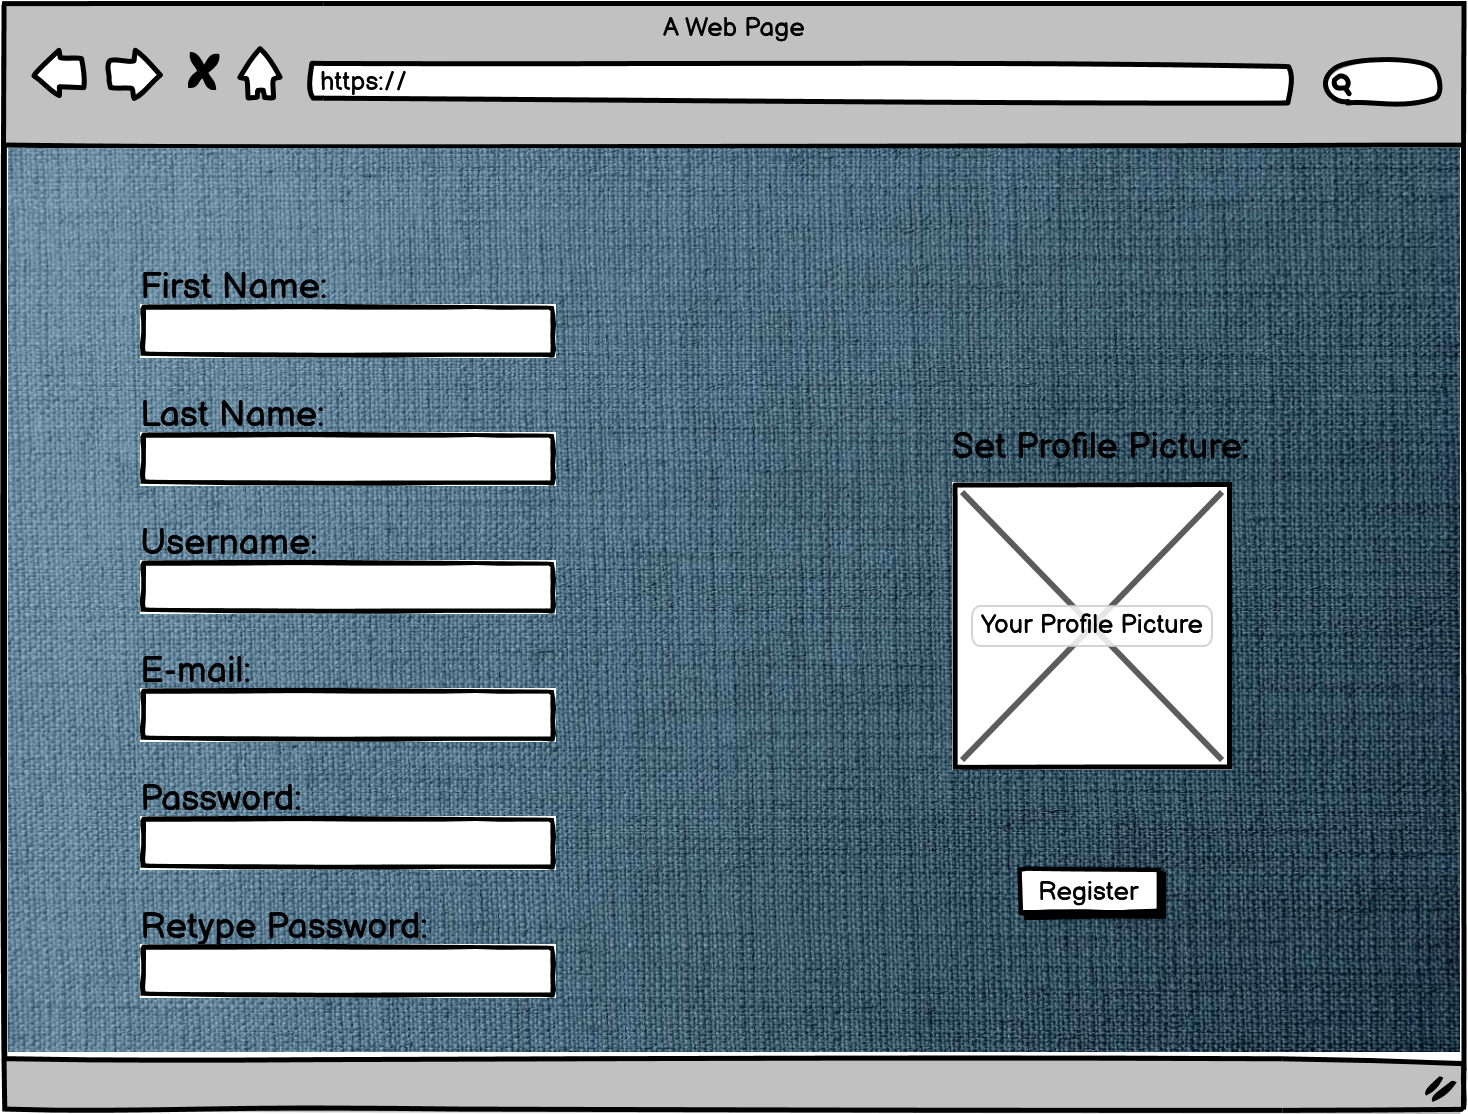 A Web Page
https://
First Name:
Last Name:
Username:
E-mail:
Password:
Retype Password:
Set Profile Picture:
Your Profile Picture
Register